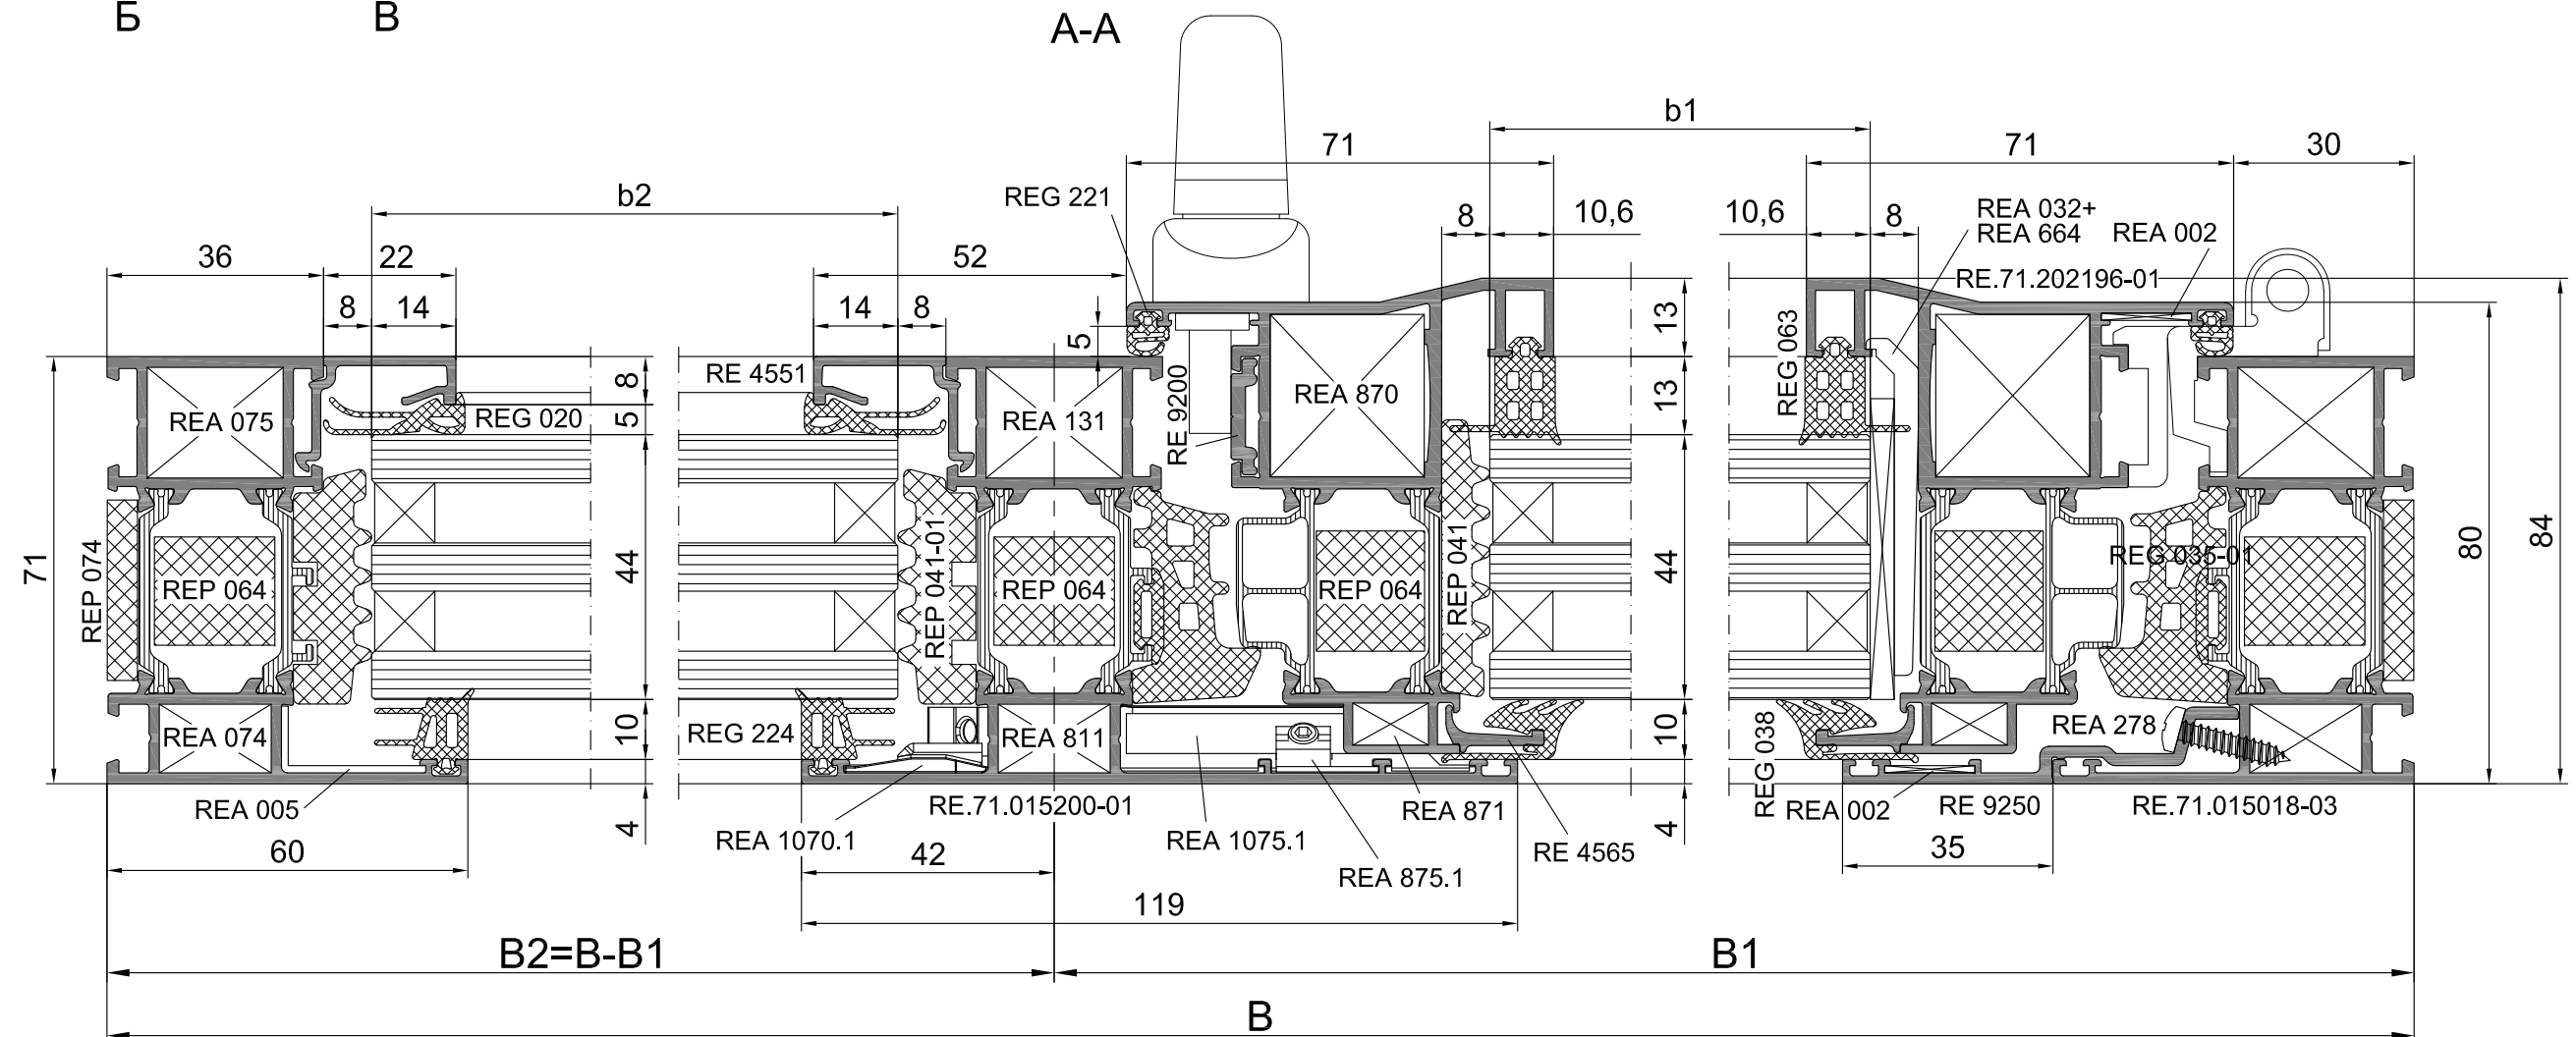 Б
В
А-А
b1
71
71
30
b2
REG 221
8
10,6
10,6
8
REA 032+
REA 664
REA 002
36
22
52
RE.71.202196-01
8
14
14
8
5
13
REG 063
8
RE 4551
RE 9200
REA 870
13
REA 075
REG 020
5
REA 131
71
REP 074
REP 064
44
REP 041-01
REP 064
REP 064
REP 041
44
REG 035-01
80
84
REA 074
10
REG 224
REA 811
10
REG 038
REA 278
REA 005
4
REA 1070.1
RE.71.015200-01
REA 1075.1
REA 871
4
REA 002
RE 9250
RE.71.015018-03
60
42
REA 875.1
RE 4565
35
119
B2=B-B1
B1
B